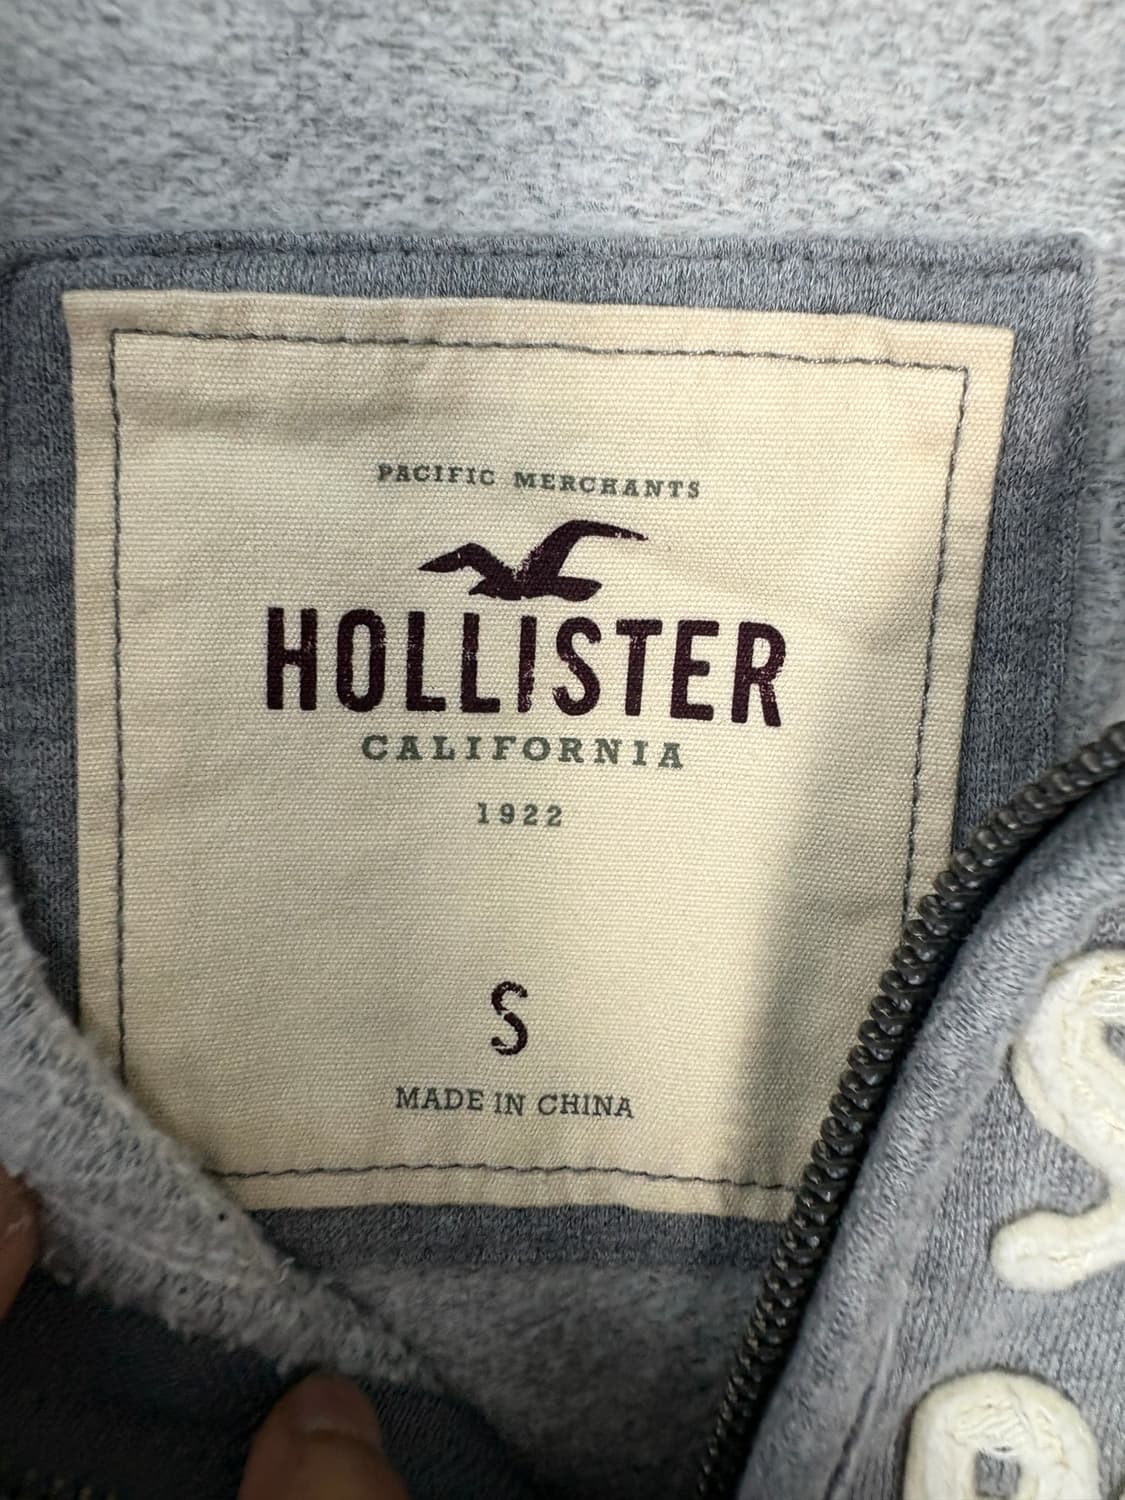 PACIFIC MERCHANTS
HOLLISTER
CALIFORNIA
1922
S
MADE IN CHINA